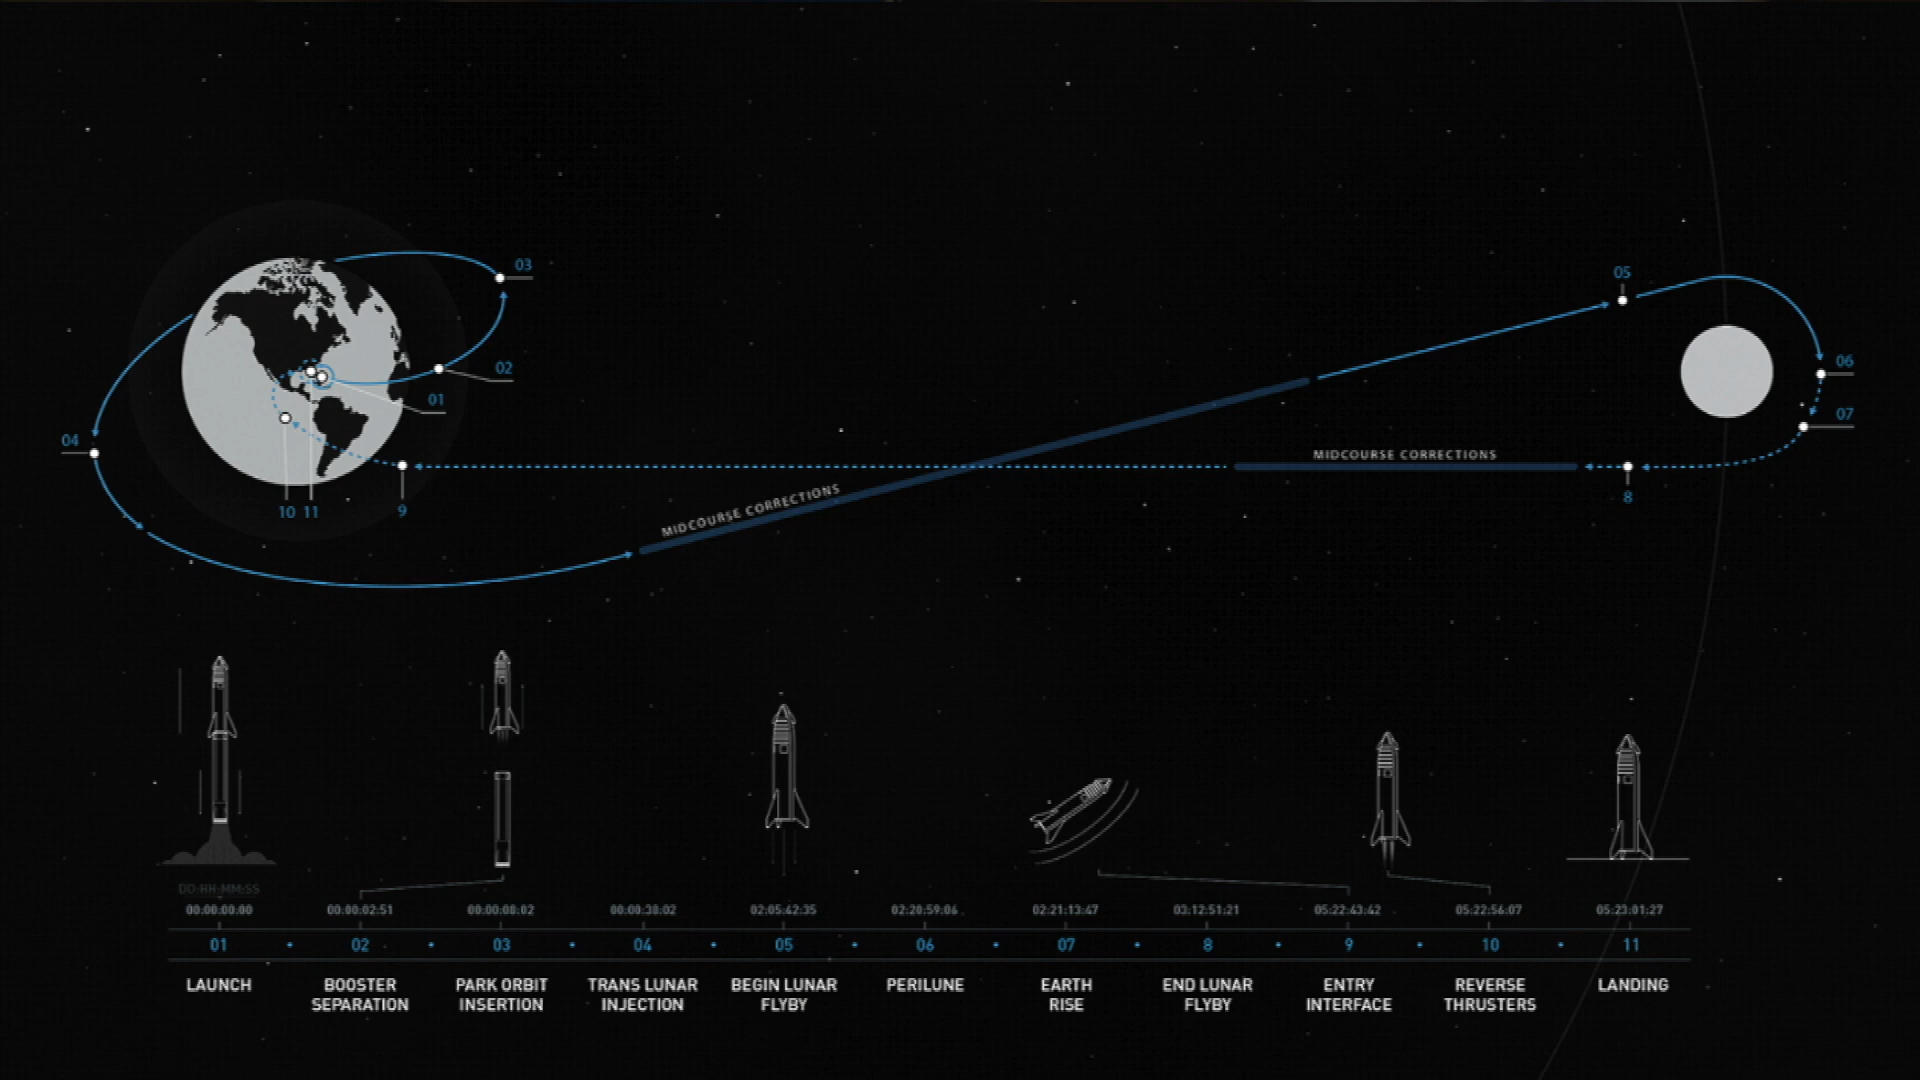 03
05
06
02
01
07
04
MIDCOURSE CORRECTIONS
MIDCOURSE CORRECTIONS
8
10 11
9
DD:HH:MM:SS
00:00:00:00 00:00:02:51 00:00:08:02 00:00:38:02 02:05:42:35 02:20:59:06 02:21:13:47 03:12:51:21 05:22:43:42 05:22:56:07 05:23:01:27
01 02 03 04 05 06 07 8 9 10 11
LAUNCH BOOSTER PARK ORBIT TRANS LUNAR BEGIN LUNAR PERILUNE EARTH END LUNAR ENTRY REVERSE LANDING
SEPARATION INSERTION INJECTION FLYBY RISE FLYBY INTERFACE THRUSTERS